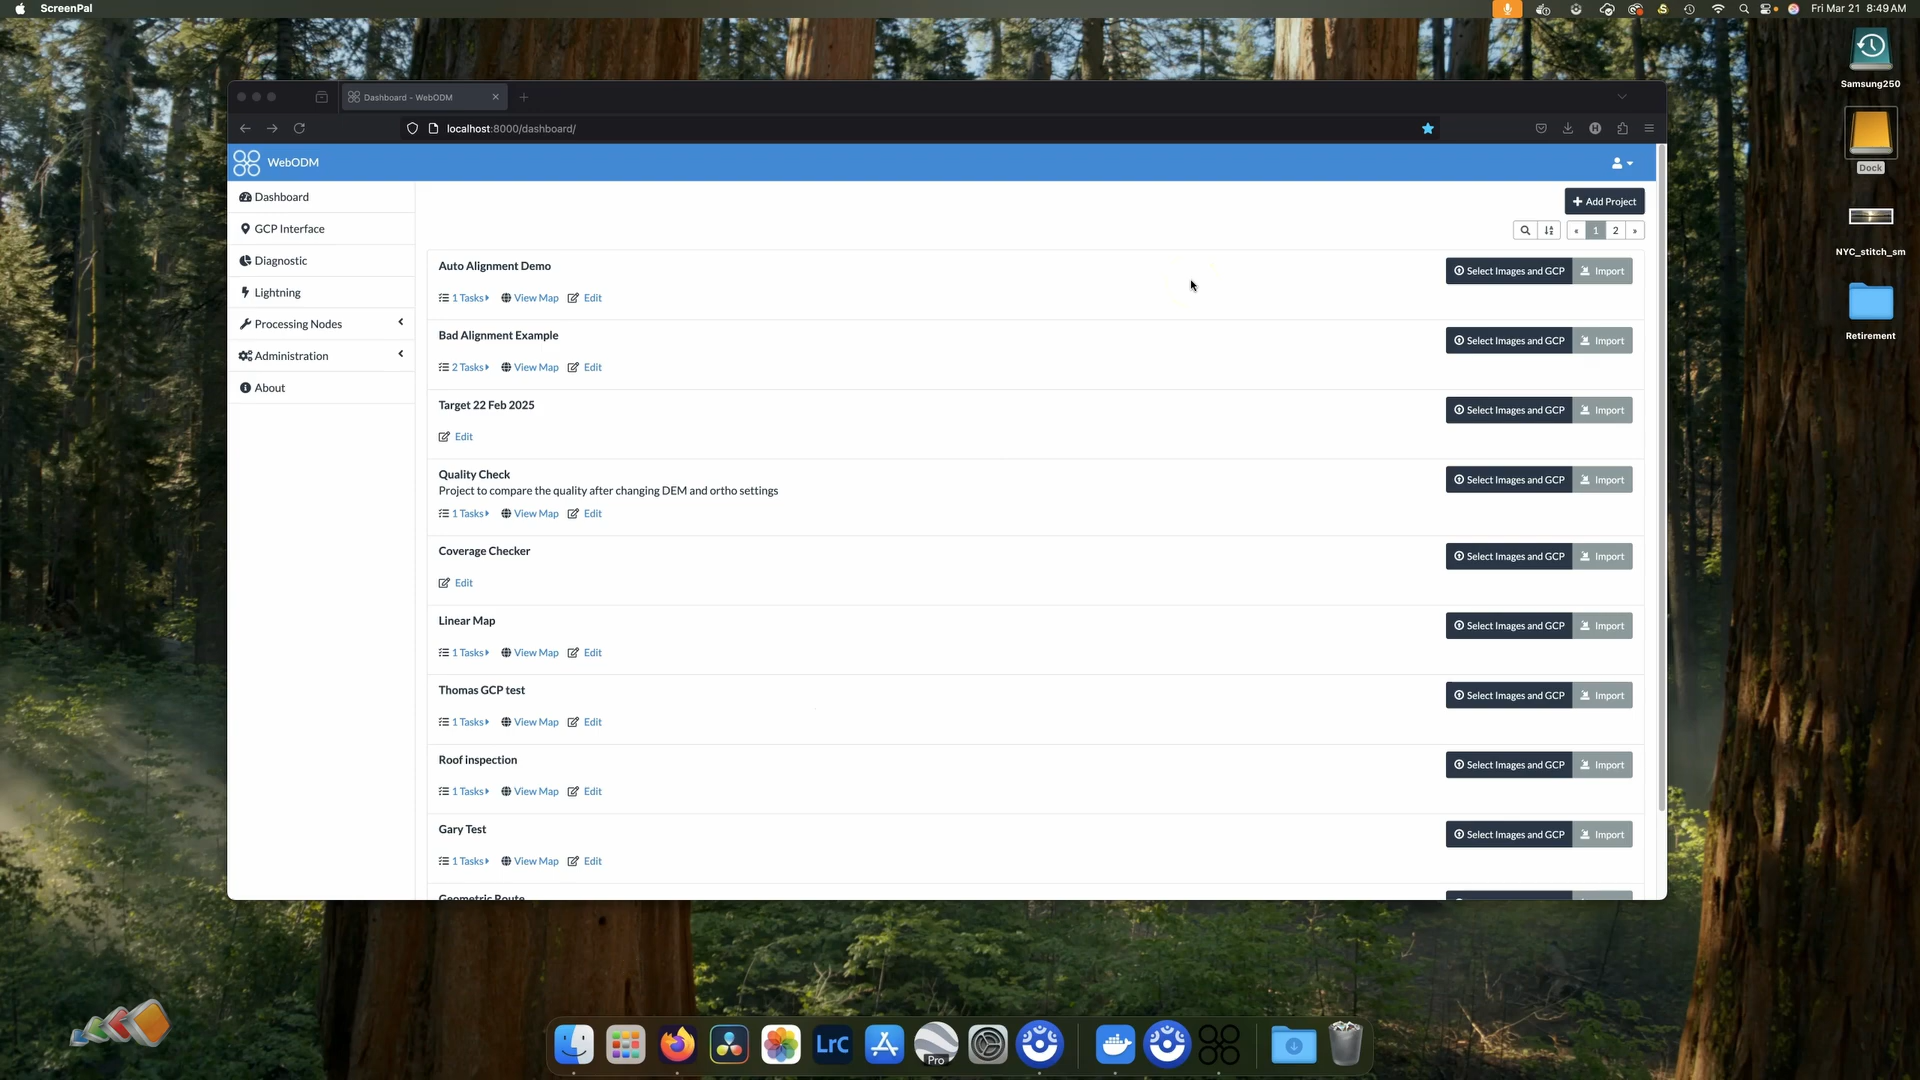 ScreenPal
Fri Mar 21 8:49 AM
Dashboard - WebODM
localhost:8000/dashboard/
WebODM
Dashboard
GCP Interface
Diagnostic
Lightning
Processing Nodes
Administration
About
Add Project
« 1 2 »
Auto Alignment Demo
Select Images and GCP Import
1 Tasks View Map Edit
Bad Alignment Example
Select Images and GCP Import
2 Tasks View Map Edit
Target 22 Feb 2025
Select Images and GCP Import
Edit
Quality Check
Select Images and GCP Import
Project to compare the quality after changing DEM and ortho settings
1 Tasks View Map Edit
Coverage Checker
Select Images and GCP Import
Edit
Linear Map
Select Images and GCP Import
1 Tasks View Map Edit
Thomas GCP test
Select Images and GCP Import
1 Tasks View Map Edit
Roof inspection
Select Images and GCP Import
1 Tasks View Map Edit
Gary Test
Select Images and GCP Import
1 Tasks View Map Edit
Geometric Route
Samsung250
Dock
NYC_stitch_sm
Retirement
LrC
Pro